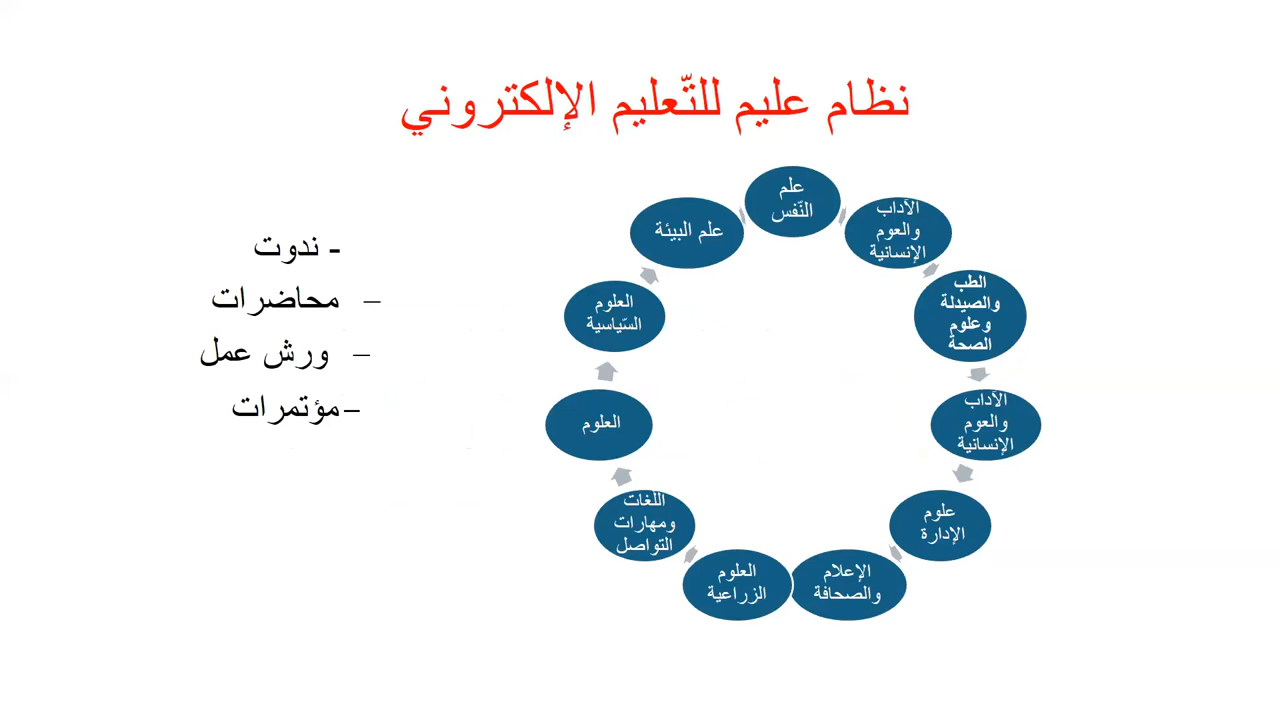 نظام عليم للتّعليم الإلكتروني
علم
النّفس
الآداب
والعوم
الإنسانية
الطب
والصيدلة
وعلوم
الصحة
الآداب
والعوم
الإنسانية
علوم
الإدارة
الإعلام
والصحافة
العلوم
الزراعية
اللغات
ومهارات
التواصل
العلوم
العلوم
السّياسية
علم البيئة
- ندوت
– محاضرات
– ورش عمل
–مؤتمرات